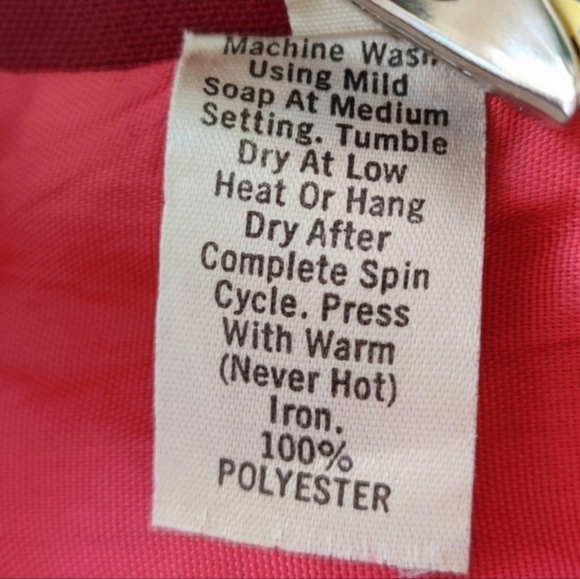 Machine Wash
Using Mild
Soap At Medium
Setting. Tumble
Dry At Low
Heat Or Hang
Dry After
Complete Spin
Cycle. Press
With Warm
(Never Hot)
Iron.
100%
POLYESTER